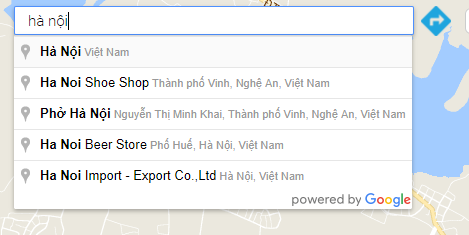 hà nội
Hà Nội Việt Nam
Ha Noi Shoe Shop Thành phố Vinh, Nghệ An, Việt Nam
Phở Hà Nội Nguyễn Thị Minh Khai, Thành phố Vinh, Nghệ An, Việt Nam
Ha Noi Beer Store Phố Huế, Hà Nội, Việt Nam
Ha Noi Import - Export Co.,Ltd Hà Nội, Việt Nam
powered by Google